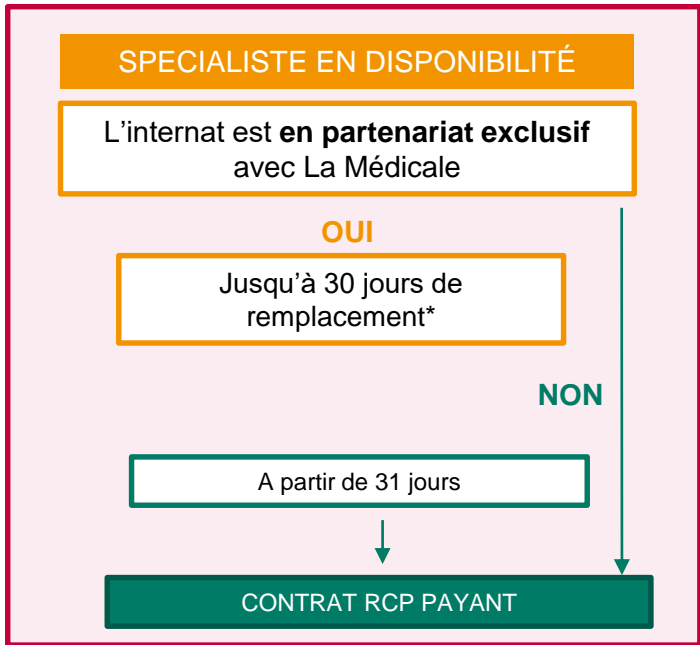 SPECIALISTE EN DISPONIBILITÉ
L'internat est en partenariat exclusif
avec La Médicale
OUI
Jusqu'à 30 jours de
remplacement*
NON
A partir de 31 jours
CONTRAT RCP PAYANT